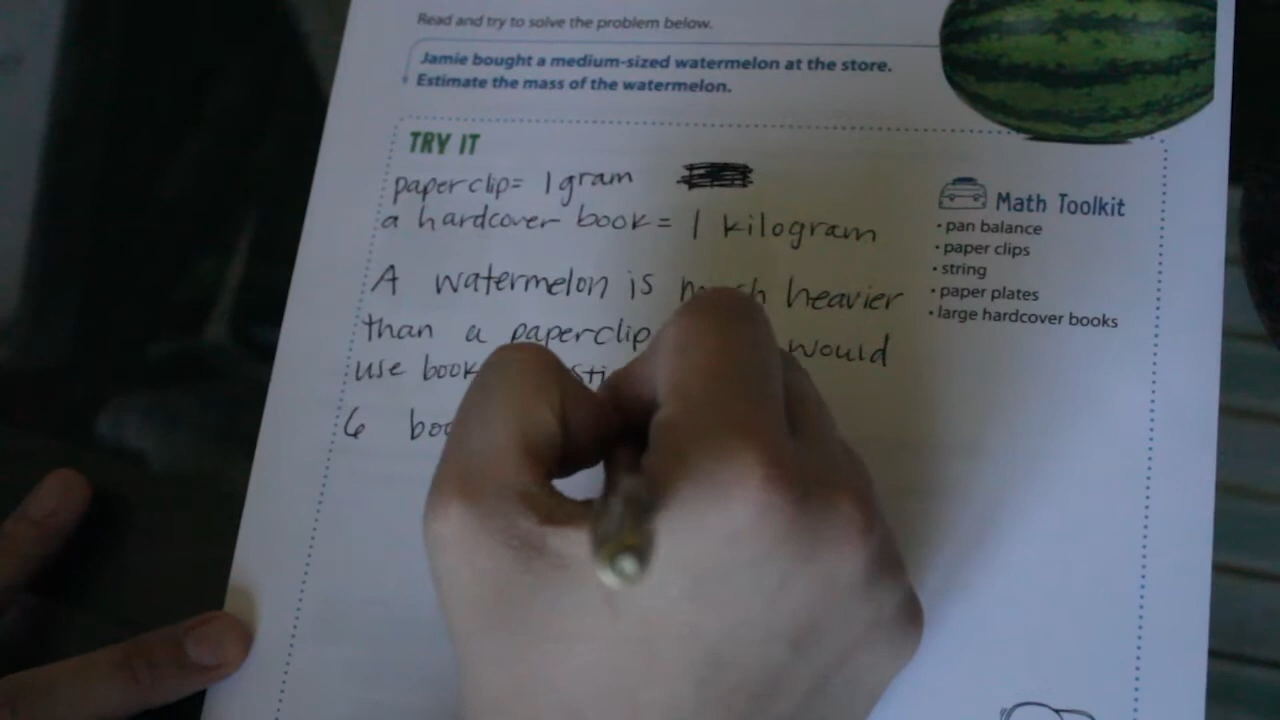 Read and try to solve the problem below.
Jamie bought a medium-sized watermelon at the store.
Estimate the mass of the watermelon.
TRY IT
paperclip= 1 gram
a hardcover book= 1 kilogram
A watermelon is heavier
than a paperclip would
use
6
Math Toolkit
• pan balance
• paper clips
• string
• paper plates
• large hardcover books